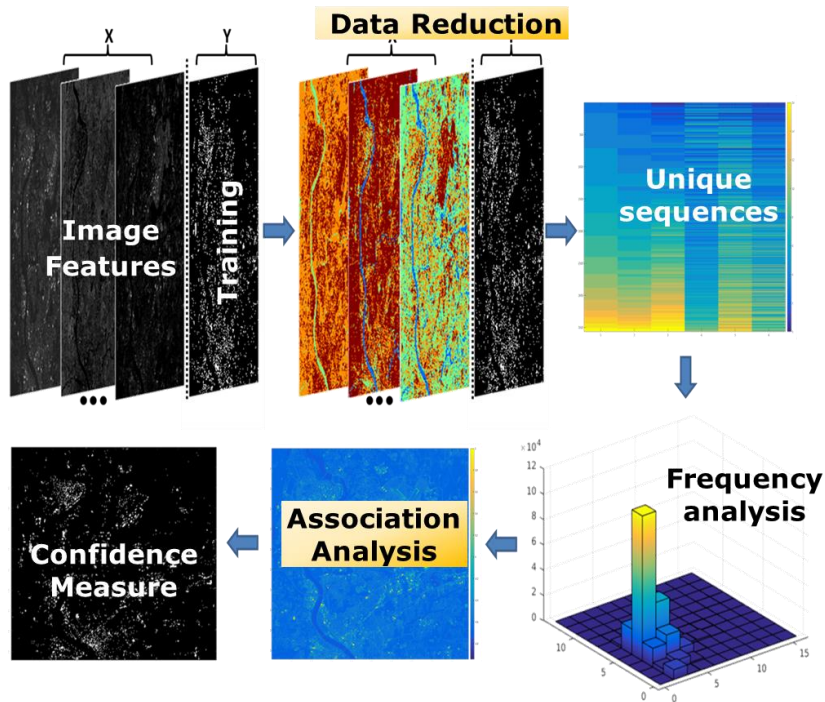 Data Reduction
X
Y
Image
Features
Training
•••
•••
Unique
sequences
Frequency
analysis
× 10⁴
12
10
8
6
4
2
0
10
5
0
15
10
5
0
Association
Analysis
Confidence
Measure